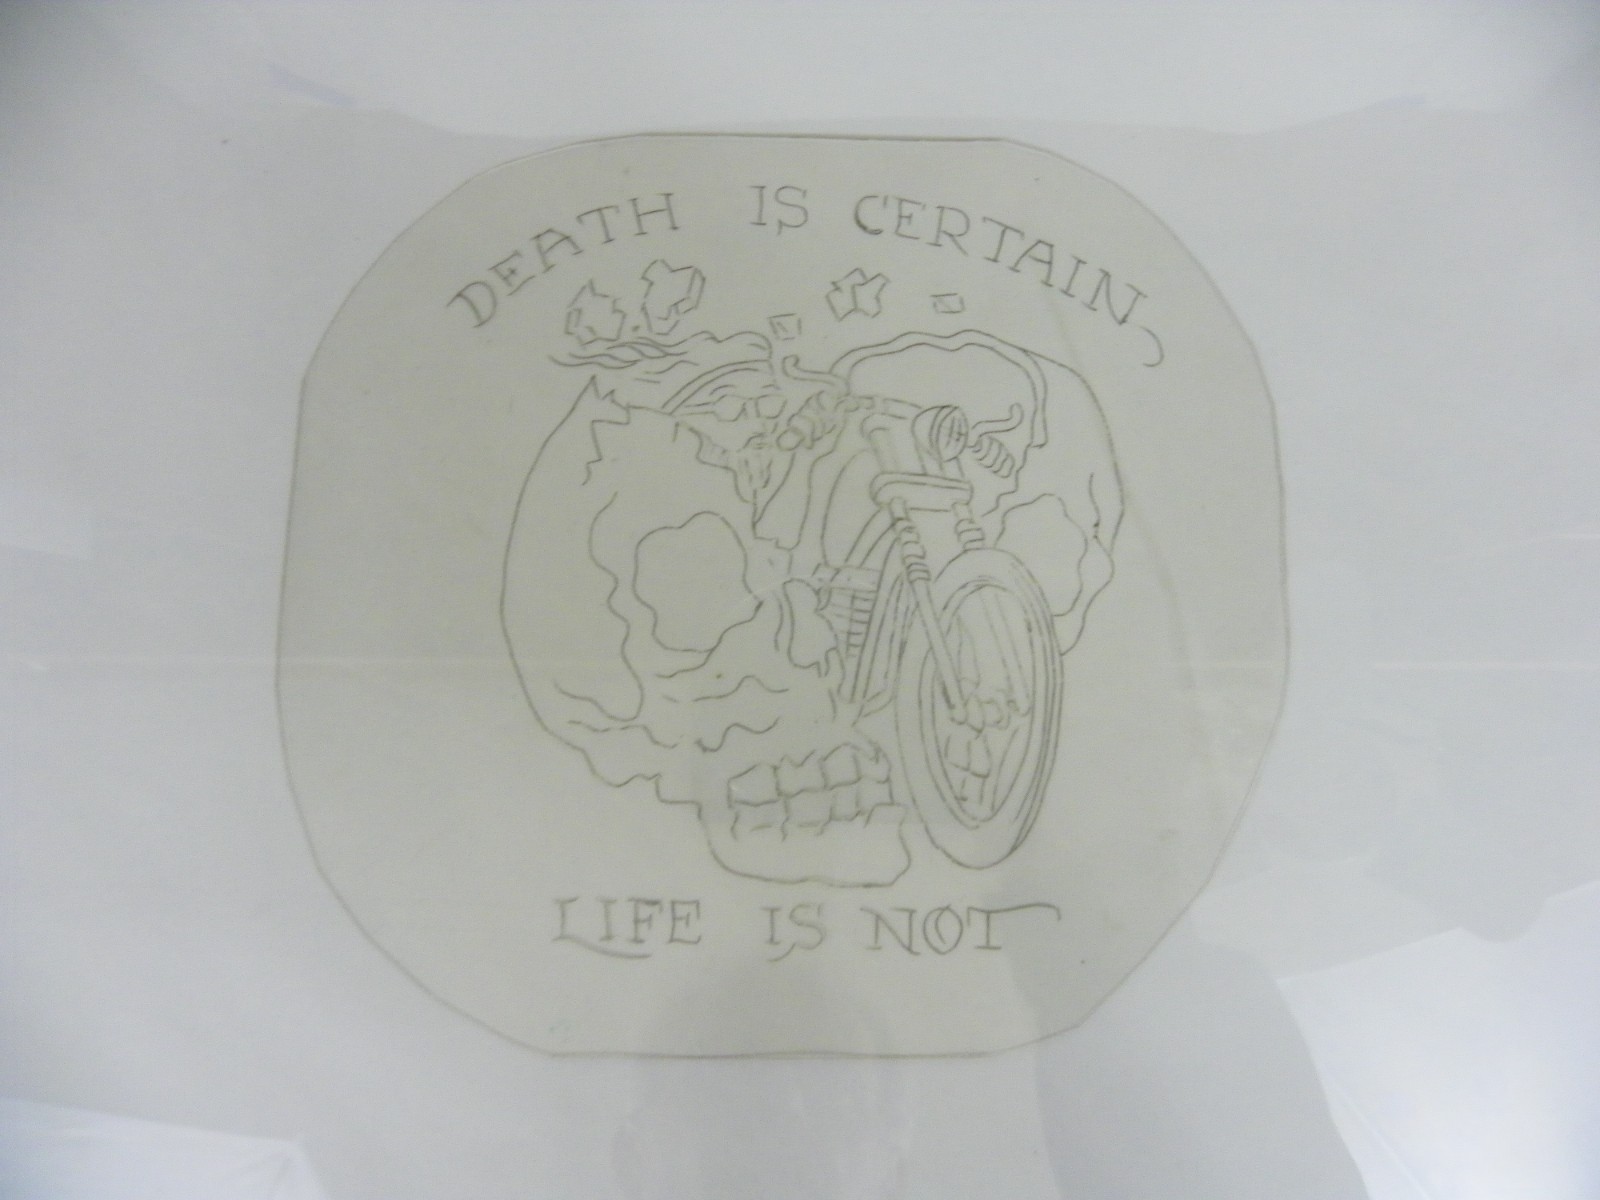 DEATH IS CERTAIN,
LIFE IS NOT